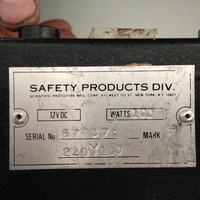 SAFETY PRODUCTS DIV.
SCIENTIFIC PROTOTYPE MFG. CORP. 615 WEST 131 ST. NEW YORK, N.Y. 10027
12VDC WATTS 100
SERIAL No MARK
220Y100